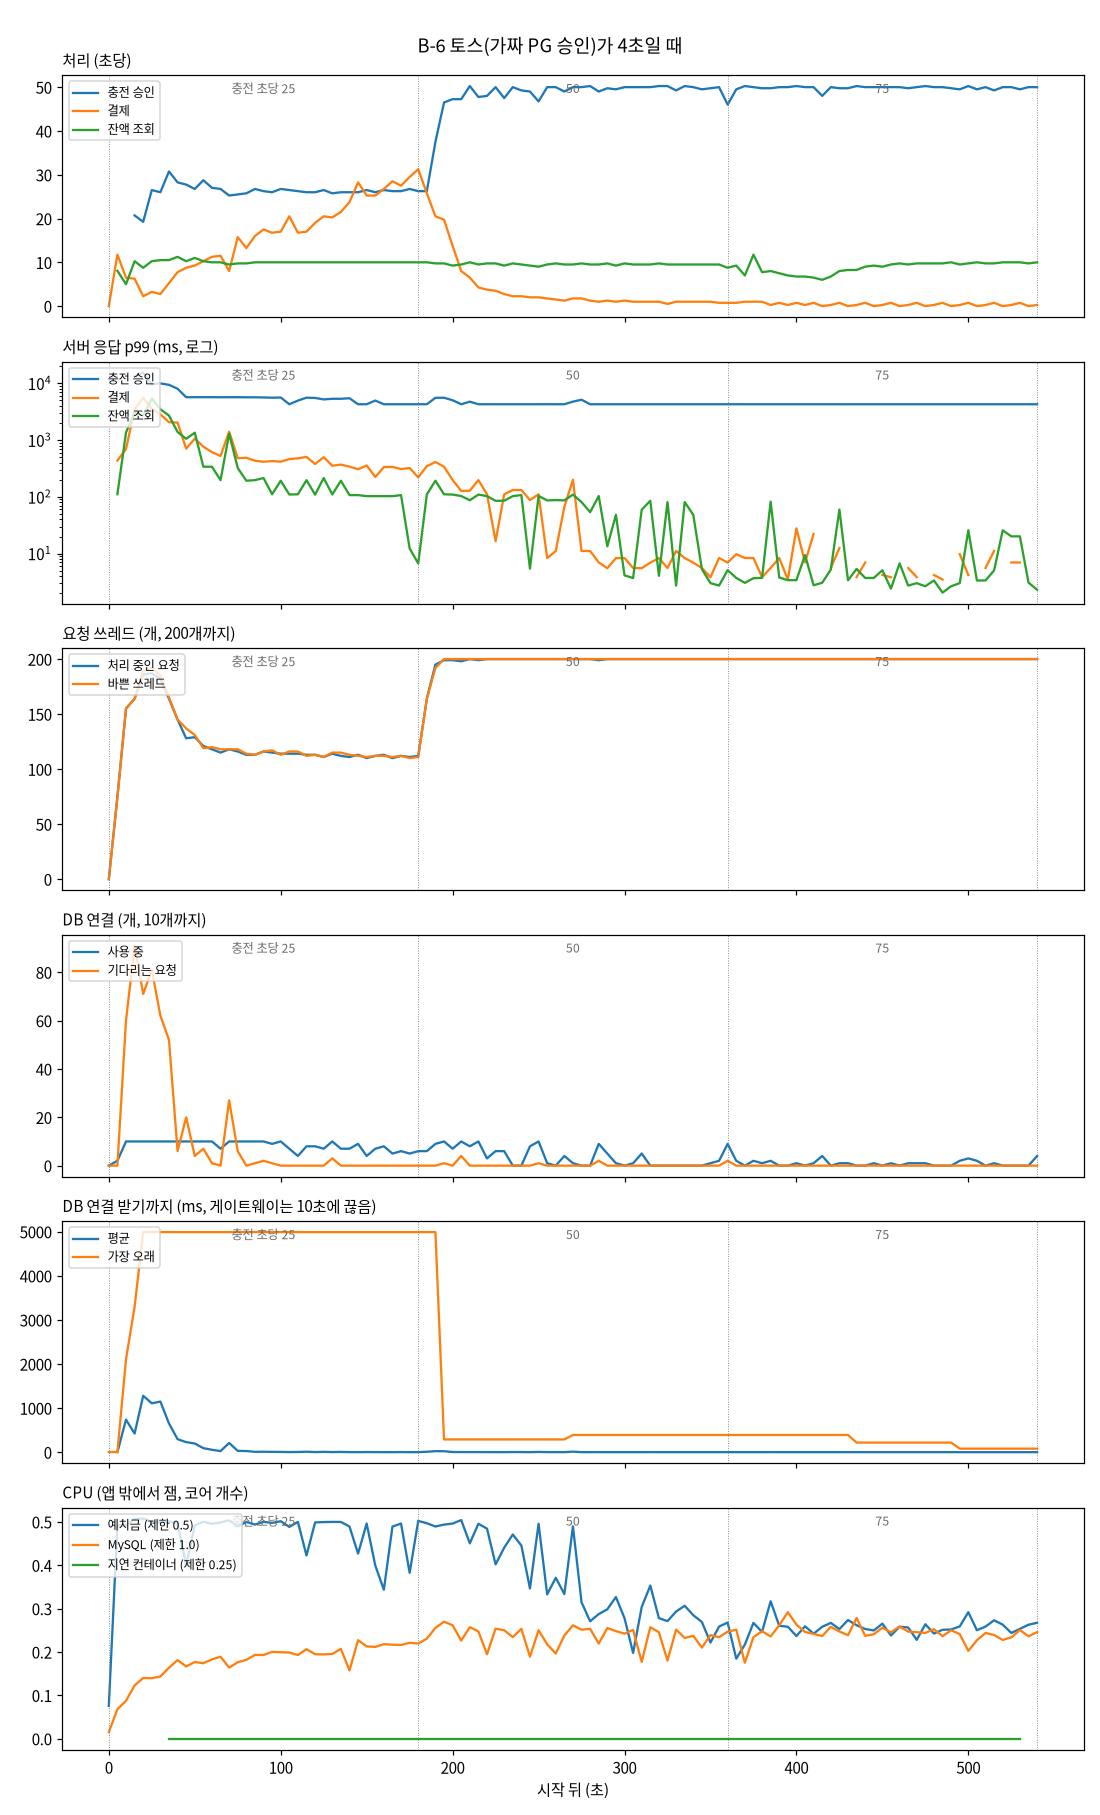 B-6 토스(가짜 PG 승인)가 4초일 때
처리 (초당)
충전 승인
결제
잔액 조회
충전 초당 25
50
75
50
40
30
20
10
0
서버 응답 p99 (ms, 로그)
충전 승인
결제
잔액 조회
충전 초당 25
50
75
10^4
10^3
10^2
10^1
요청 쓰레드 (개, 200개까지)
처리 중인 요청
바쁜 쓰레드
충전 초당 25
50
75
200
150
100
50
0
DB 연결 (개, 10개까지)
사용 중
기다리는 요청
충전 초당 25
50
75
80
60
40
20
0
DB 연결 받기까지 (ms, 게이트웨이는 10초에 끊음)
평균
가장 오래
충전 초당 25
50
75
5000
4000
3000
2000
1000
0
CPU (앱 밖에서 잼, 코어 개수)
예치금 (제한 0.5)
MySQL (제한 1.0)
지연 컨테이너 (제한 0.25)
충전 초당 25
50
75
0.5
0.4
0.3
0.2
0.1
0.0
0
100
200
300
400
500
시작 뒤 (초)